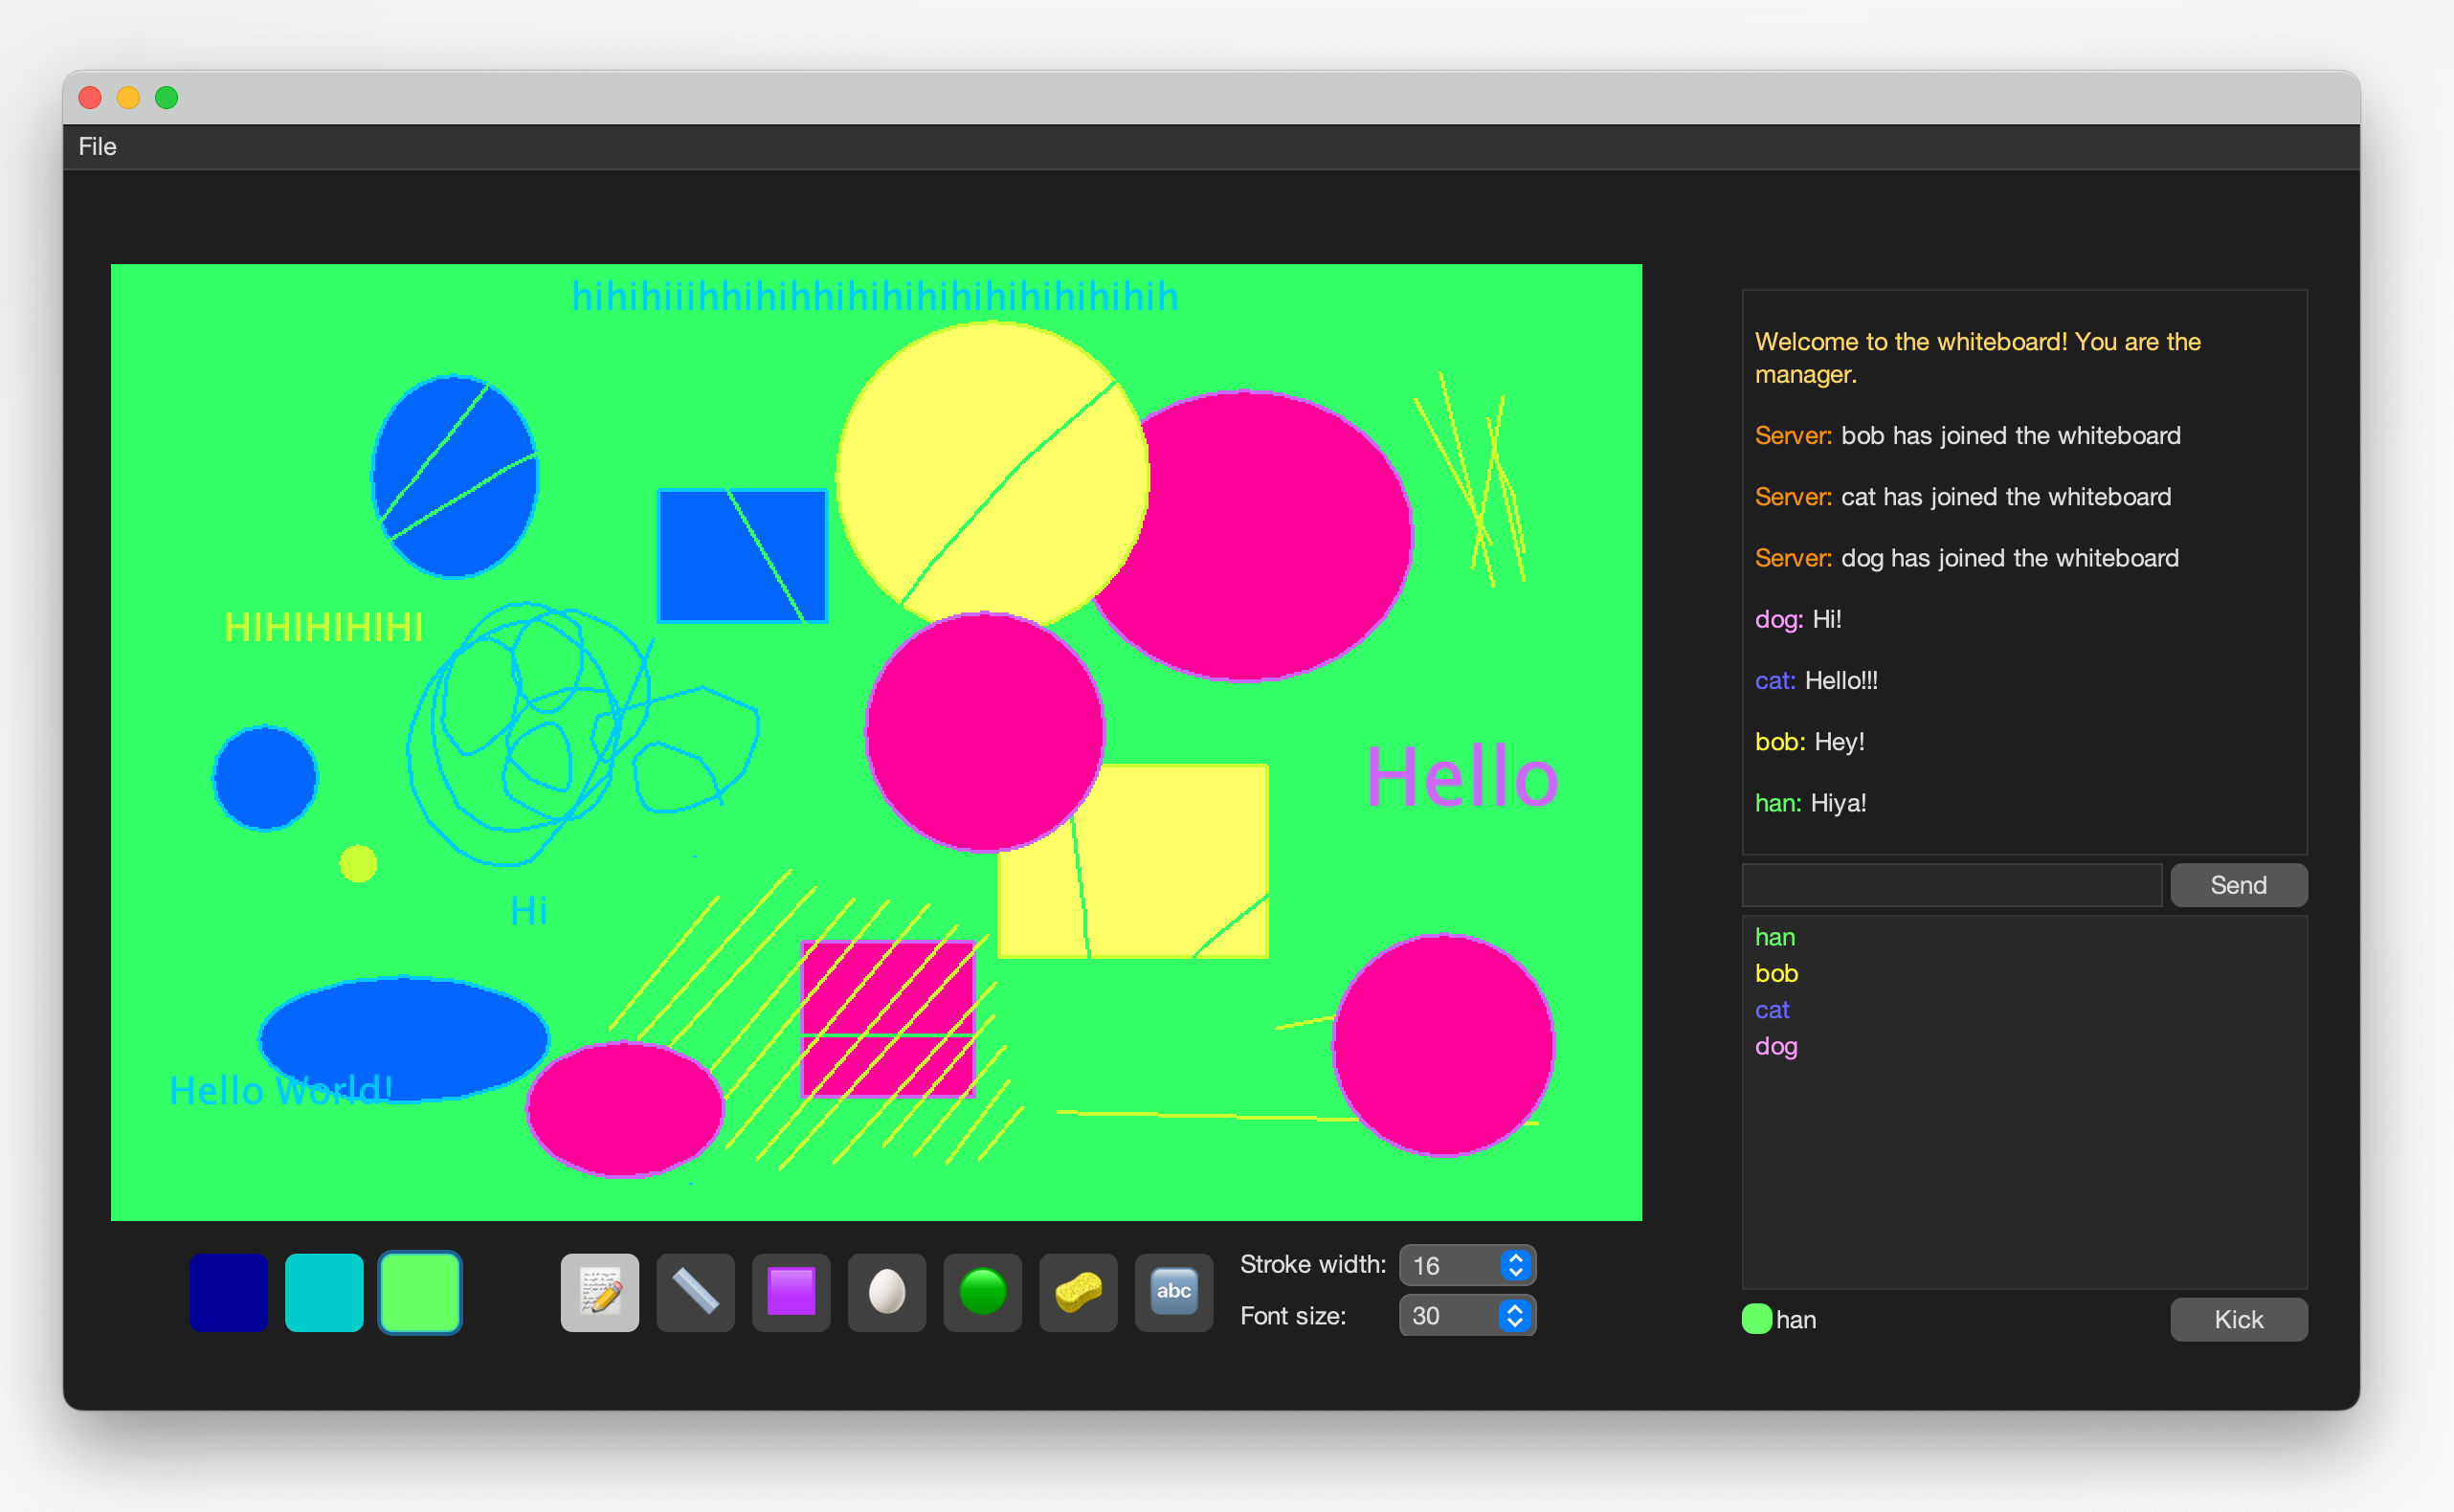 File
hihihiiihhihihhihihihihihihihihihih
HIHIHIHIHI
Hello
Hi
Hello World!
Welcome to the whiteboard! You are the
manager.
Server: bob has joined the whiteboard
Server: cat has joined the whiteboard
Server: dog has joined the whiteboard
dog: Hi!
cat: Hello!!!
bob: Hey!
han: Hiya!
Send
han
bob
cat
dog
abc
Stroke width: 16
Font size: 30
han
Kick